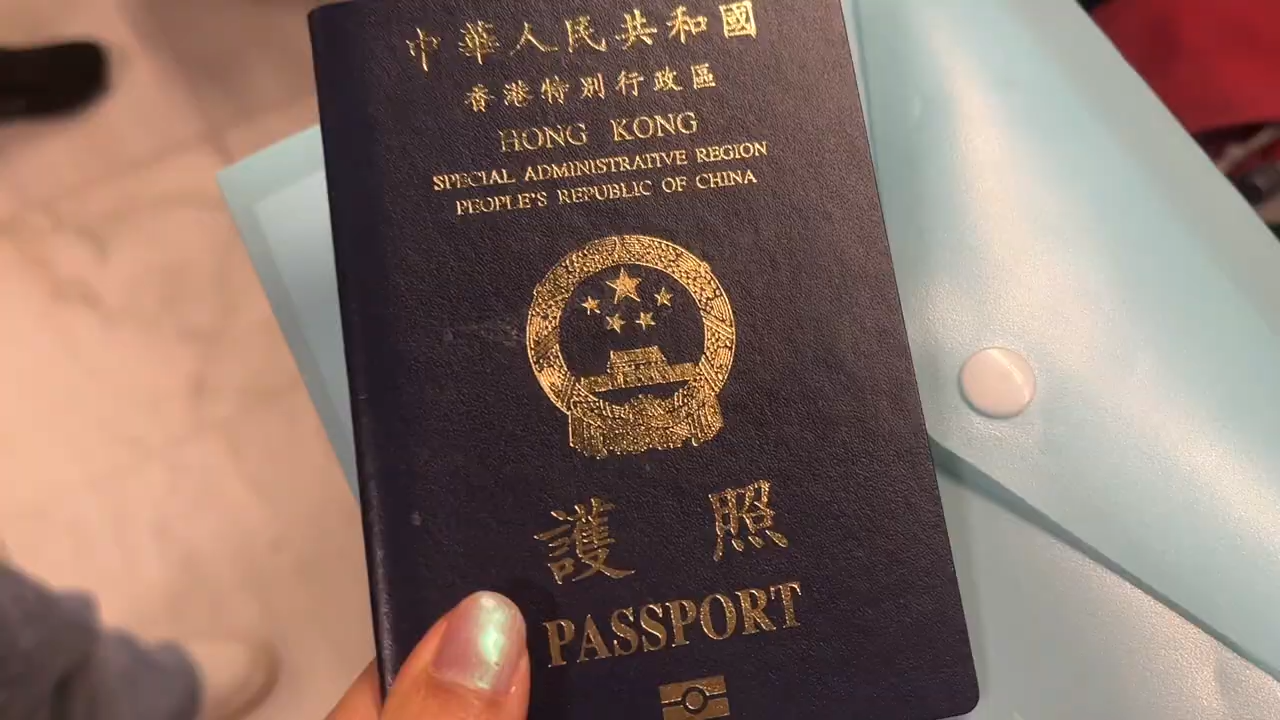 中華人民共和國
香港特別行政區
HONG KONG
SPECIAL ADMINISTRATIVE REGION
PEOPLE'S REPUBLIC OF CHINA
護照
PASSPORT